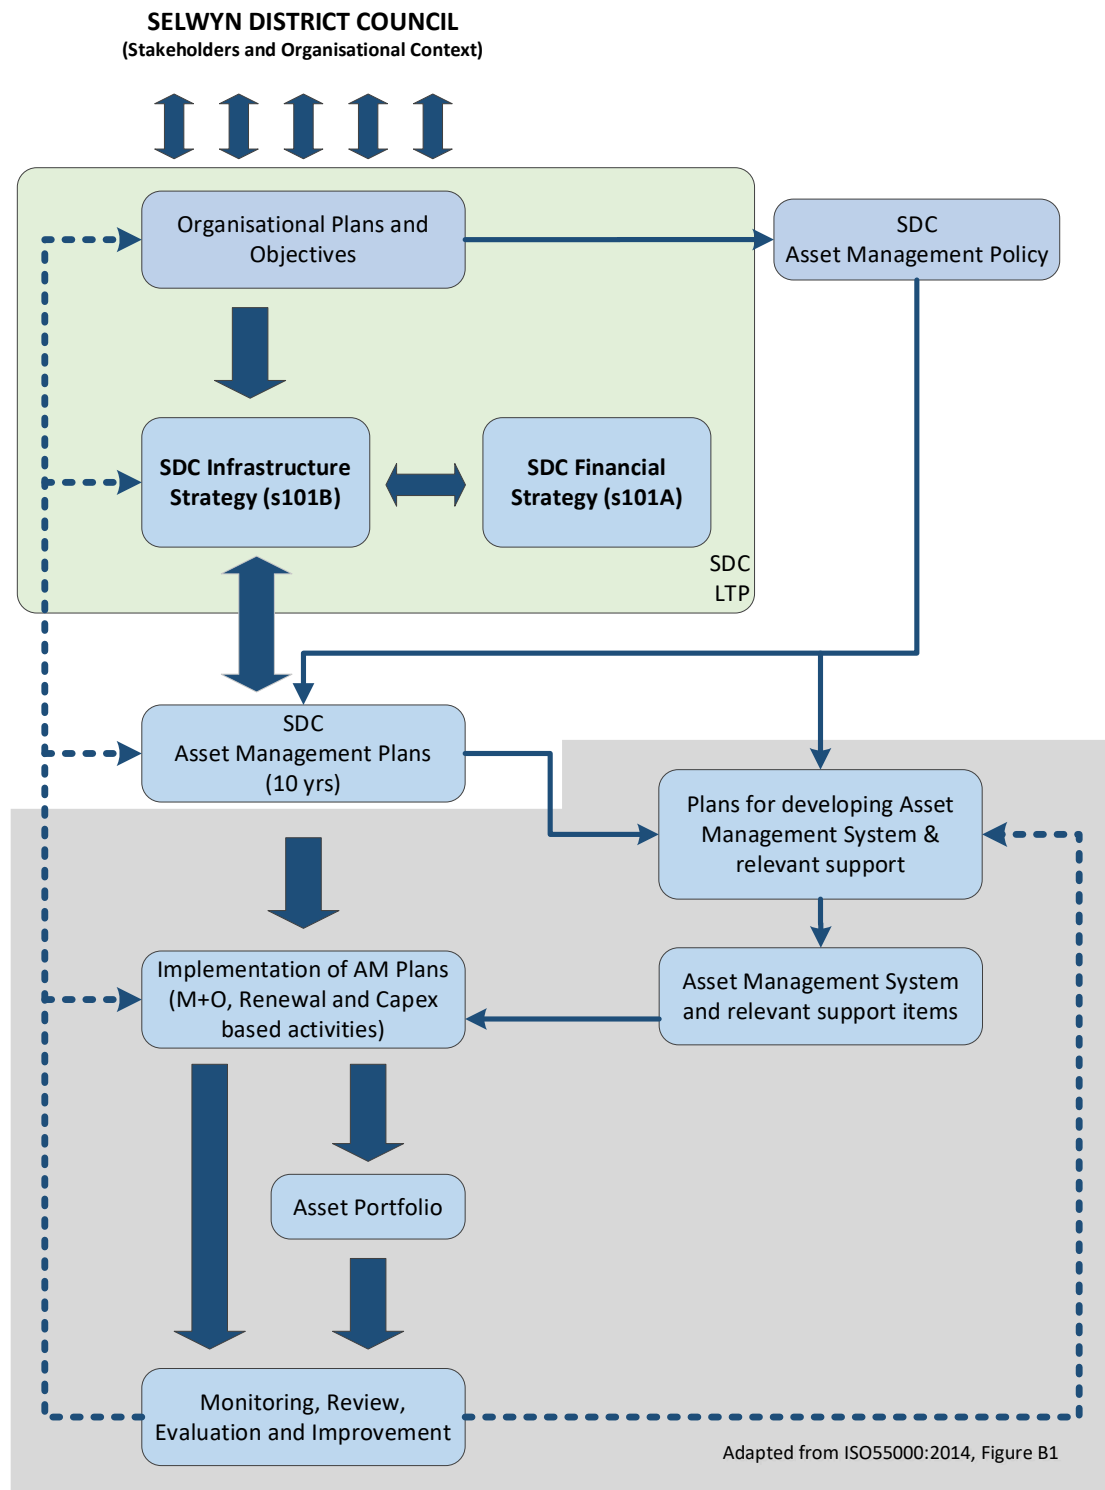 SELWYN DISTRICT COUNCIL
(Stakeholders and Organisational Context)
Organisational Plans and
Objectives
SDC
Asset Management Policy
SDC Infrastructure
Strategy (s101B)
SDC Financial
Strategy (s101A)
SDC
LTP
SDC
Asset Management Plans
(10 yrs)
Plans for developing Asset
Management System &
relevant support
Implementation of AM Plans
(M+O, Renewal and Capex
based activities)
Asset Management System
and relevant support items
Asset Portfolio
Monitoring, Review,
Evaluation and Improvement
Adapted from ISO55000:2014, Figure B1